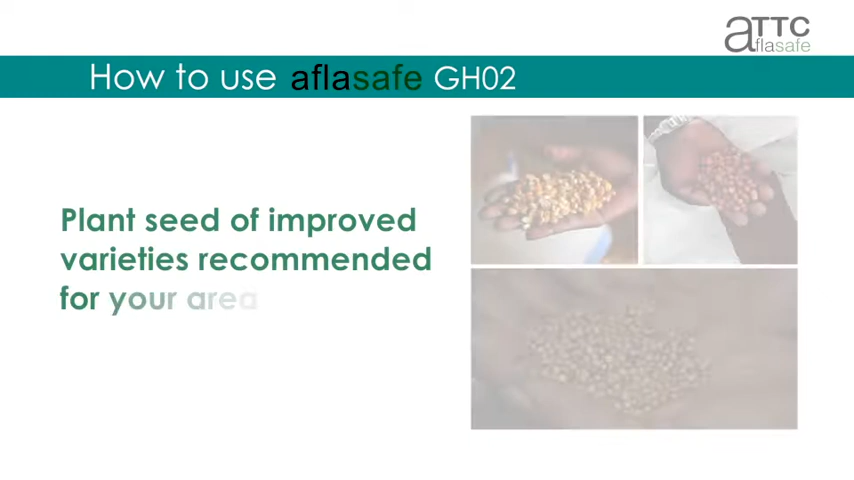 aTTC
aflasafe
How to use aflasafe GH02
Plant seed of improved
varieties recommended
for your area